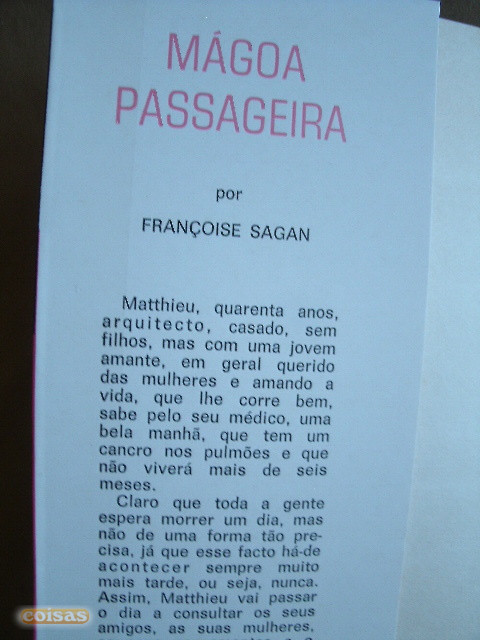 MÁGOA
PASSAGEIRA
por
FRANÇOISE SAGAN
Matthieu, quarenta anos,
arquitecto, casado, sem
filhos, mas com uma jovem
amante, em geral querido
das mulheres e amando a
vida, que lhe corre bem,
sabe pelo seu médico, uma
bela manhã, que tem um
cancro nos pulmões e que
não viverá mais de seis
meses.
Claro que toda a gente
espera morrer um dia, mas
não de uma forma tão pre-
cisa, já que esse facto há-de
acontecer sempre muito
mais tarde, ou seja, nunca.
Assim, Matthieu vai passar
o dia a consultar os seus
amigos, as suas mulheres,
coisas